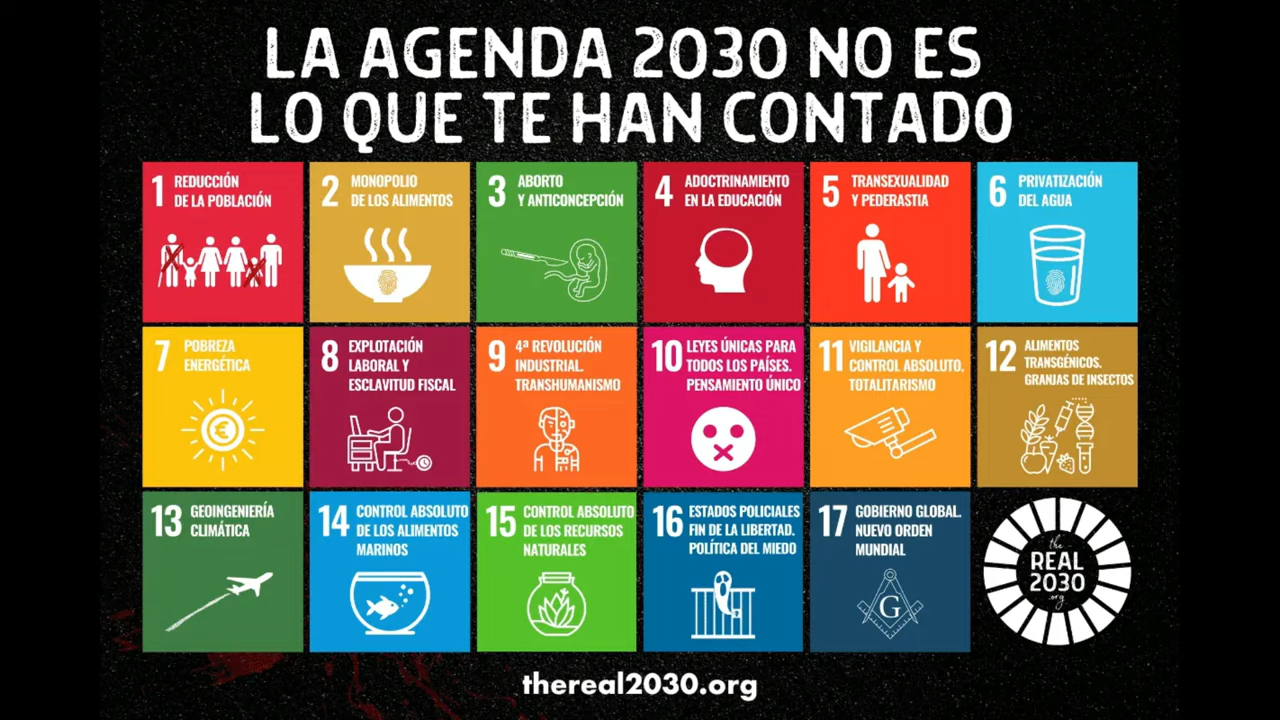 LA AGENDA 2030 NO ES
LO QUE TE HAN CONTADO
1 REDUCCIÓN
DE LA POBLACIÓN
2 MONOPOLIO
DE LOS ALIMENTOS
3 ABORTO
Y ANTICONCEPCIÓN
4 ADOCTRINAMIENTO
EN LA EDUCACIÓN
5 TRANSEXUALIDAD
Y PEDERASTIA
6 PRIVATIZACIÓN
DEL AGUA
7 POBREZA
ENERGÉTICA
8 EXPLOTACIÓN
LABORAL Y
ESCLAVITUD FISCAL
9 4ª REVOLUCIÓN
INDUSTRIAL.
TRANSHUMANISMO
10 LEYES ÚNICAS PARA
TODOS LOS PAÍSES.
PENSAMIENTO ÚNICO
11 VIGILANCIA Y
CONTROL ABSOLUTO.
TOTALITARISMO
12 ALIMENTOS
TRANSGÉNICOS.
GRANJAS DE INSECTOS
€
13 GEOINGENIERÍA
CLIMÁTICA
14 CONTROL ABSOLUTO
DE LOS ALIMENTOS
MARINOS
15 CONTROL ABSOLUTO
DE LOS RECURSOS
NATURALES
16 ESTADOS POLICIALES
FIN DE LA LIBERTAD.
POLÍTICA DEL MIEDO
17 GOBIERNO GLOBAL.
NUEVO ORDEN
MUNDIAL
G
the
REAL
2030
.org
thereal2030.org